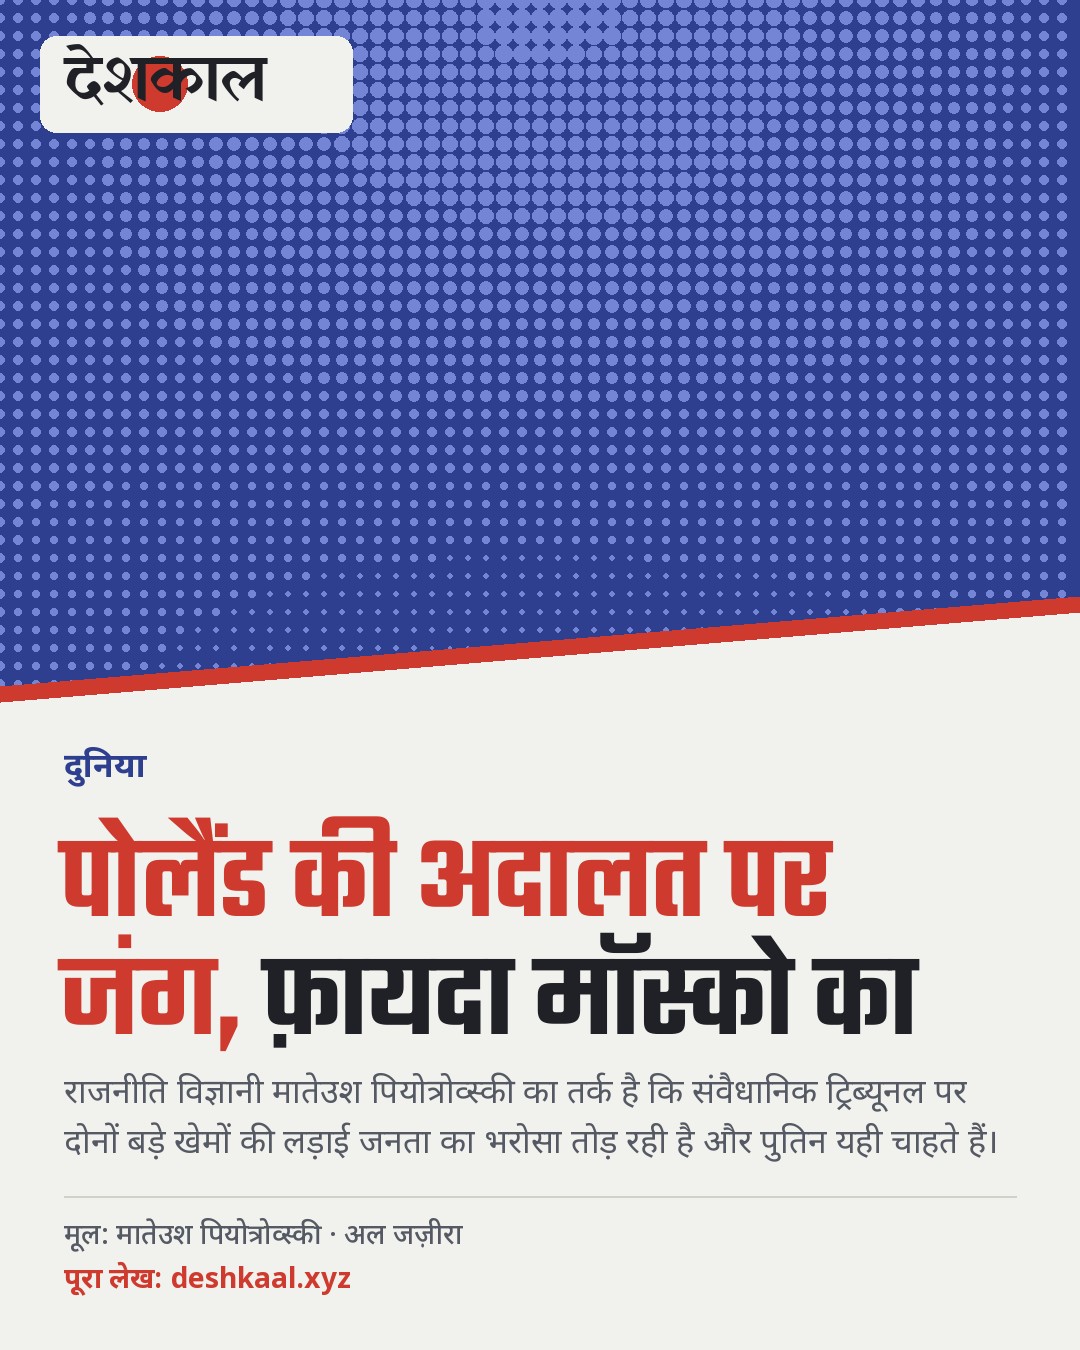 देशकाल
दुनिया
पोलैंड की अदालत पर
जंग, फ़ायदा मॉस्को का
राजनीति विज्ञानी मातेउश पियोत्रोव्स्की का तर्क है कि संवैधानिक ट्रिब्यूनल पर
दोनों बड़े खेमों की लड़ाई जनता का भरोसा तोड़ रही है और पुतिन यही चाहते हैं।
मूल: मातेउश पियोत्रोव्स्की · अल जज़ीरा
पूरा लेख: deshkaal.xyz